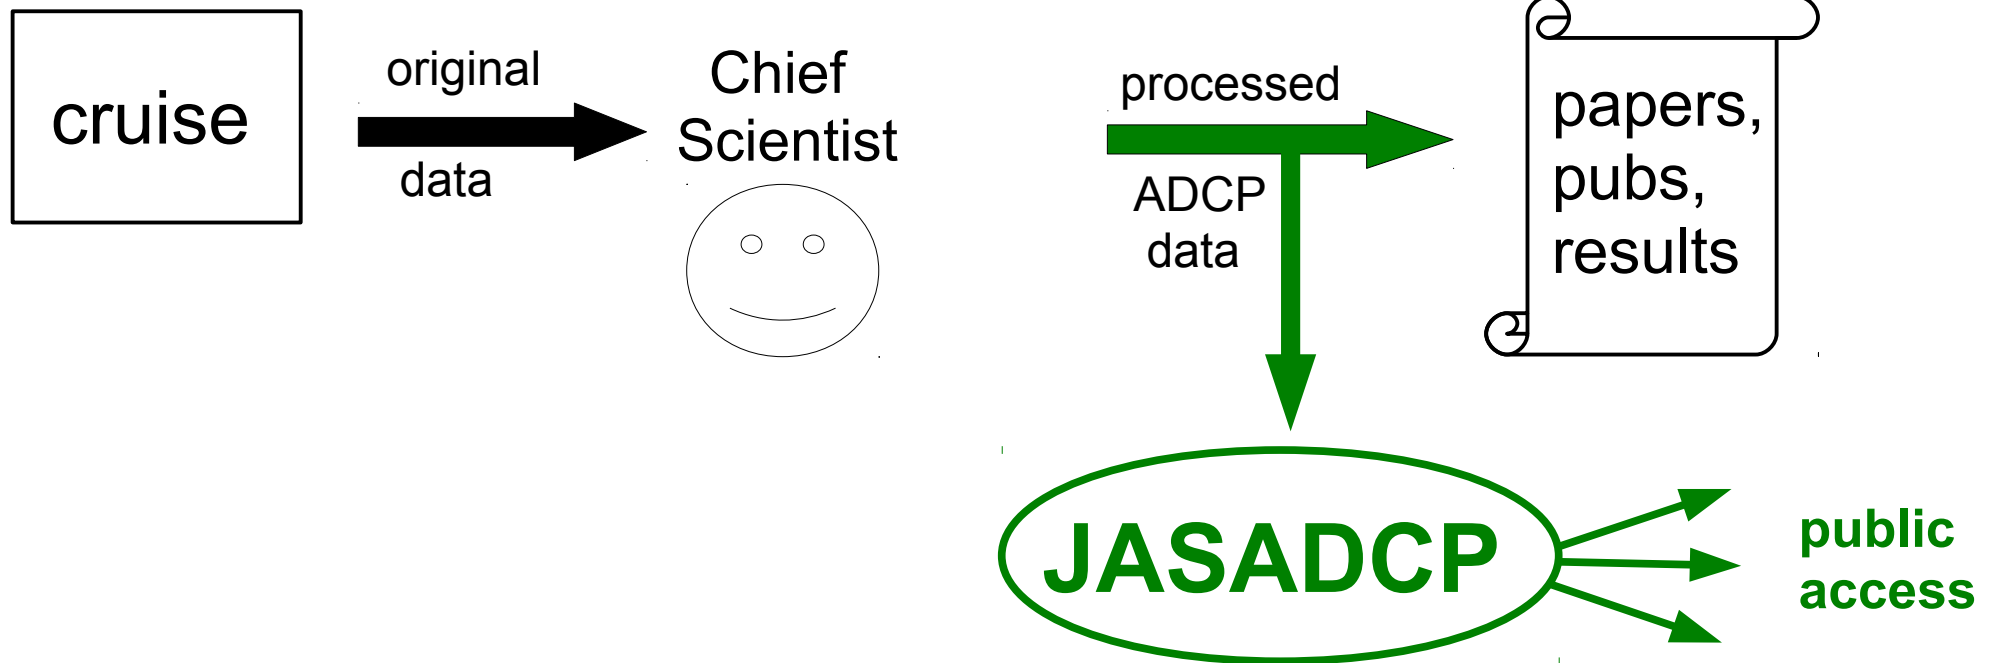 cruise
original
data
Chief
Scientist
processed
ADCP
data
papers,
pubs,
results
JASADCP
public
access